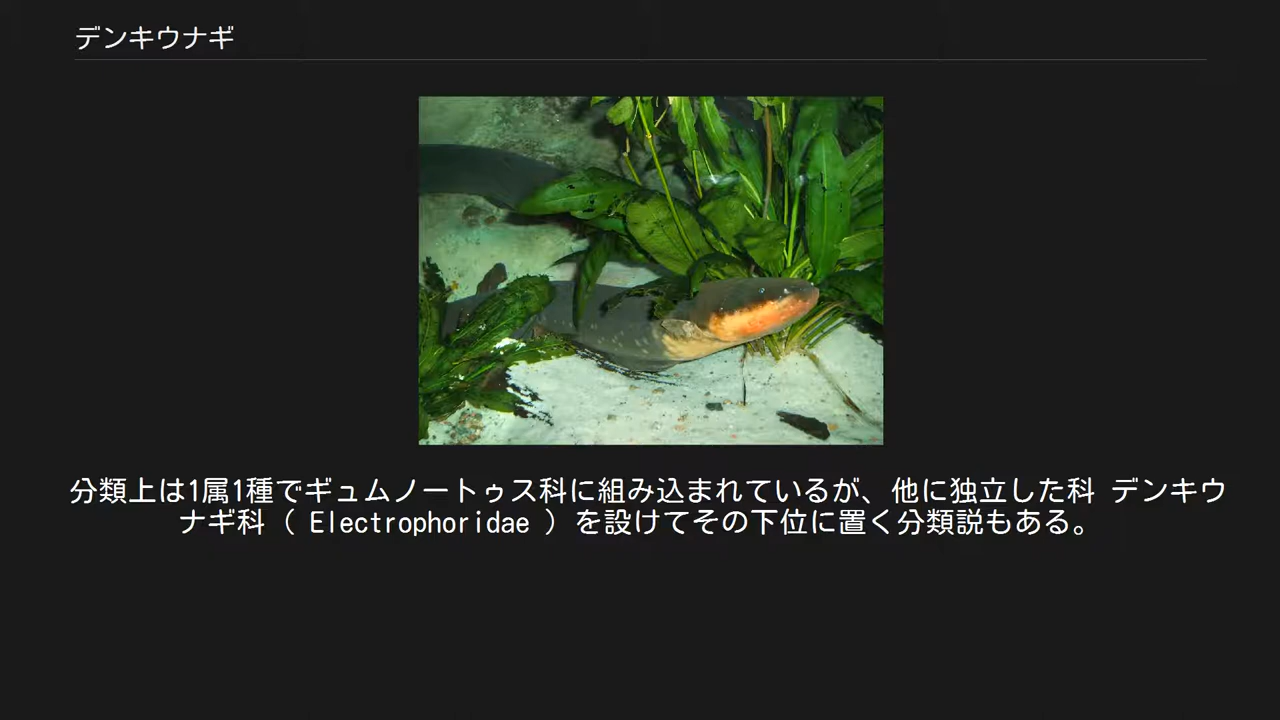 デンキウナギ
分類上は1属1種でギュムノートゥス科に組み込まれているが、他に独立した科 デンキウ
ナギ科（ Electrophoridae ）を設けてその下位に置く分類説もある。